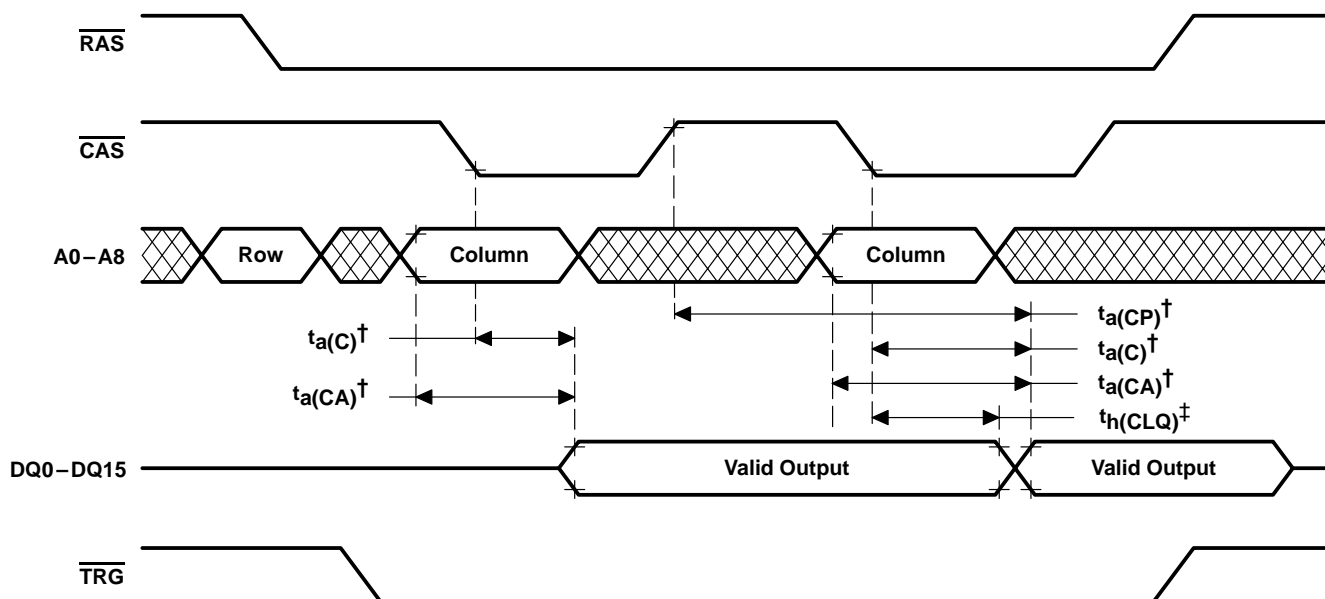 RAS
CAS
A0–A8
Row
Column
Column
ta(C)†
ta(CA)†
ta(CP)†
ta(C)†
ta(CA)†
th(CLQ)‡
DQ0–DQ15
Valid Output
Valid Output
TRG